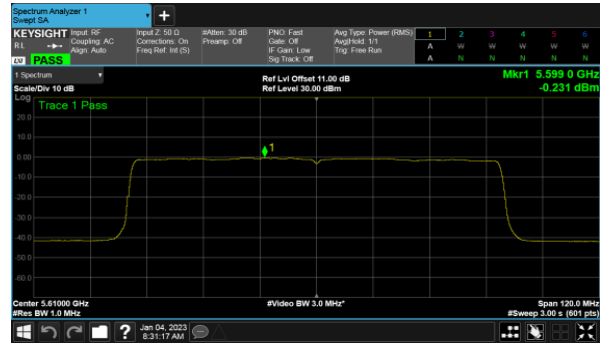 Spectrum Analyzer 1
Swept SA
+
KEYSIGHT Input: RF Input Z: 50 Ω #Atten: 30 dB PNO: Fast Avg Type: Power (RMS) 1 2 3 4 5 6
RL Coupling: AC Corrections: On Preamp: Off Gate: Off Avg|Hold: 1/1 A W W W W W
Align: Auto Freq Ref: Int (S) IF Gain: Low Trig: Free Run
LXI PASS Sig Track: Off A N N N N N
1 Spectrum Ref Lvl Offset 11.00 dB Mkr1 5.599 0 GHz
Scale/Div 10 dB Ref Level 30.00 dBm -0.231 dBm
Log
Trace 1 Pass
20.0
10.0
1
0.00
-10.0
-20.0
-30.0
-40.0
-50.0
-60.0
Center 5.61000 GHz #Video BW 3.0 MHz* Span 120.0 MHz
#Res BW 1.0 MHz #Sweep 3.00 s (601 pts)
? Jan 04, 2023
8:31:17 AM